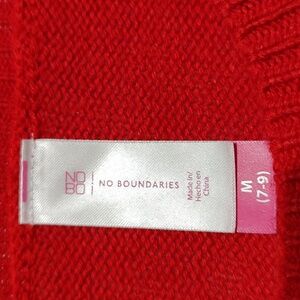 NO
BO
NO BOUNDARIES
Made in/
Hecho en
China
M
(7-9)